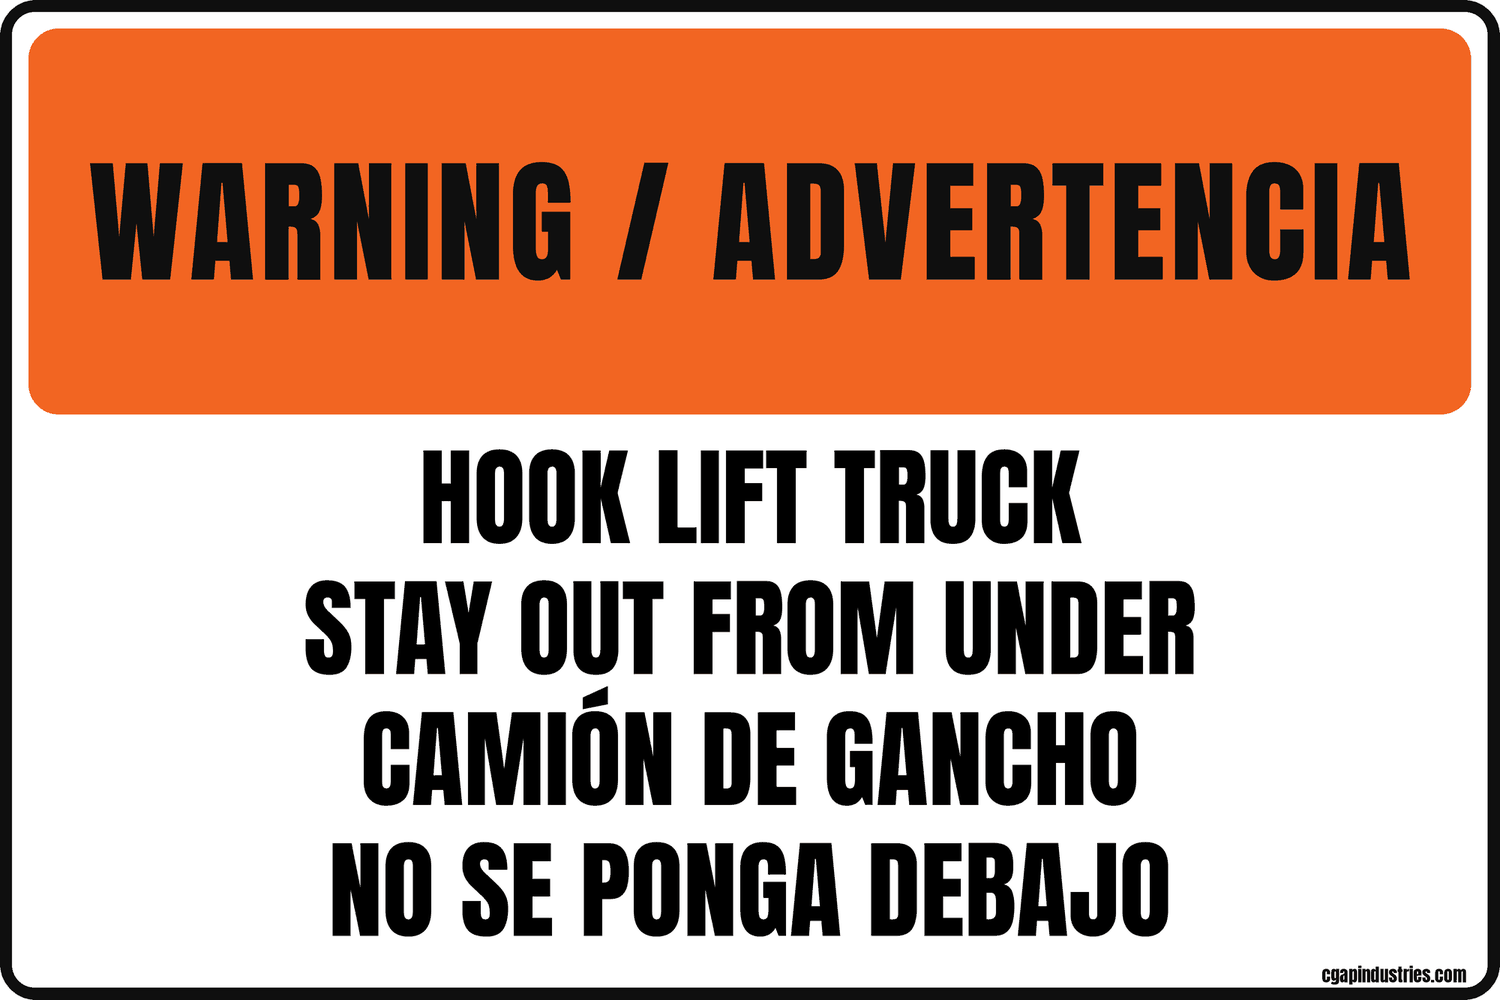 WARNING / ADVERTENCIA
HOOK LIFT TRUCK
STAY OUT FROM UNDER
CAMIÓN DE GANCHO
NO SE PONGA DEBAJO
cgapindustries.com